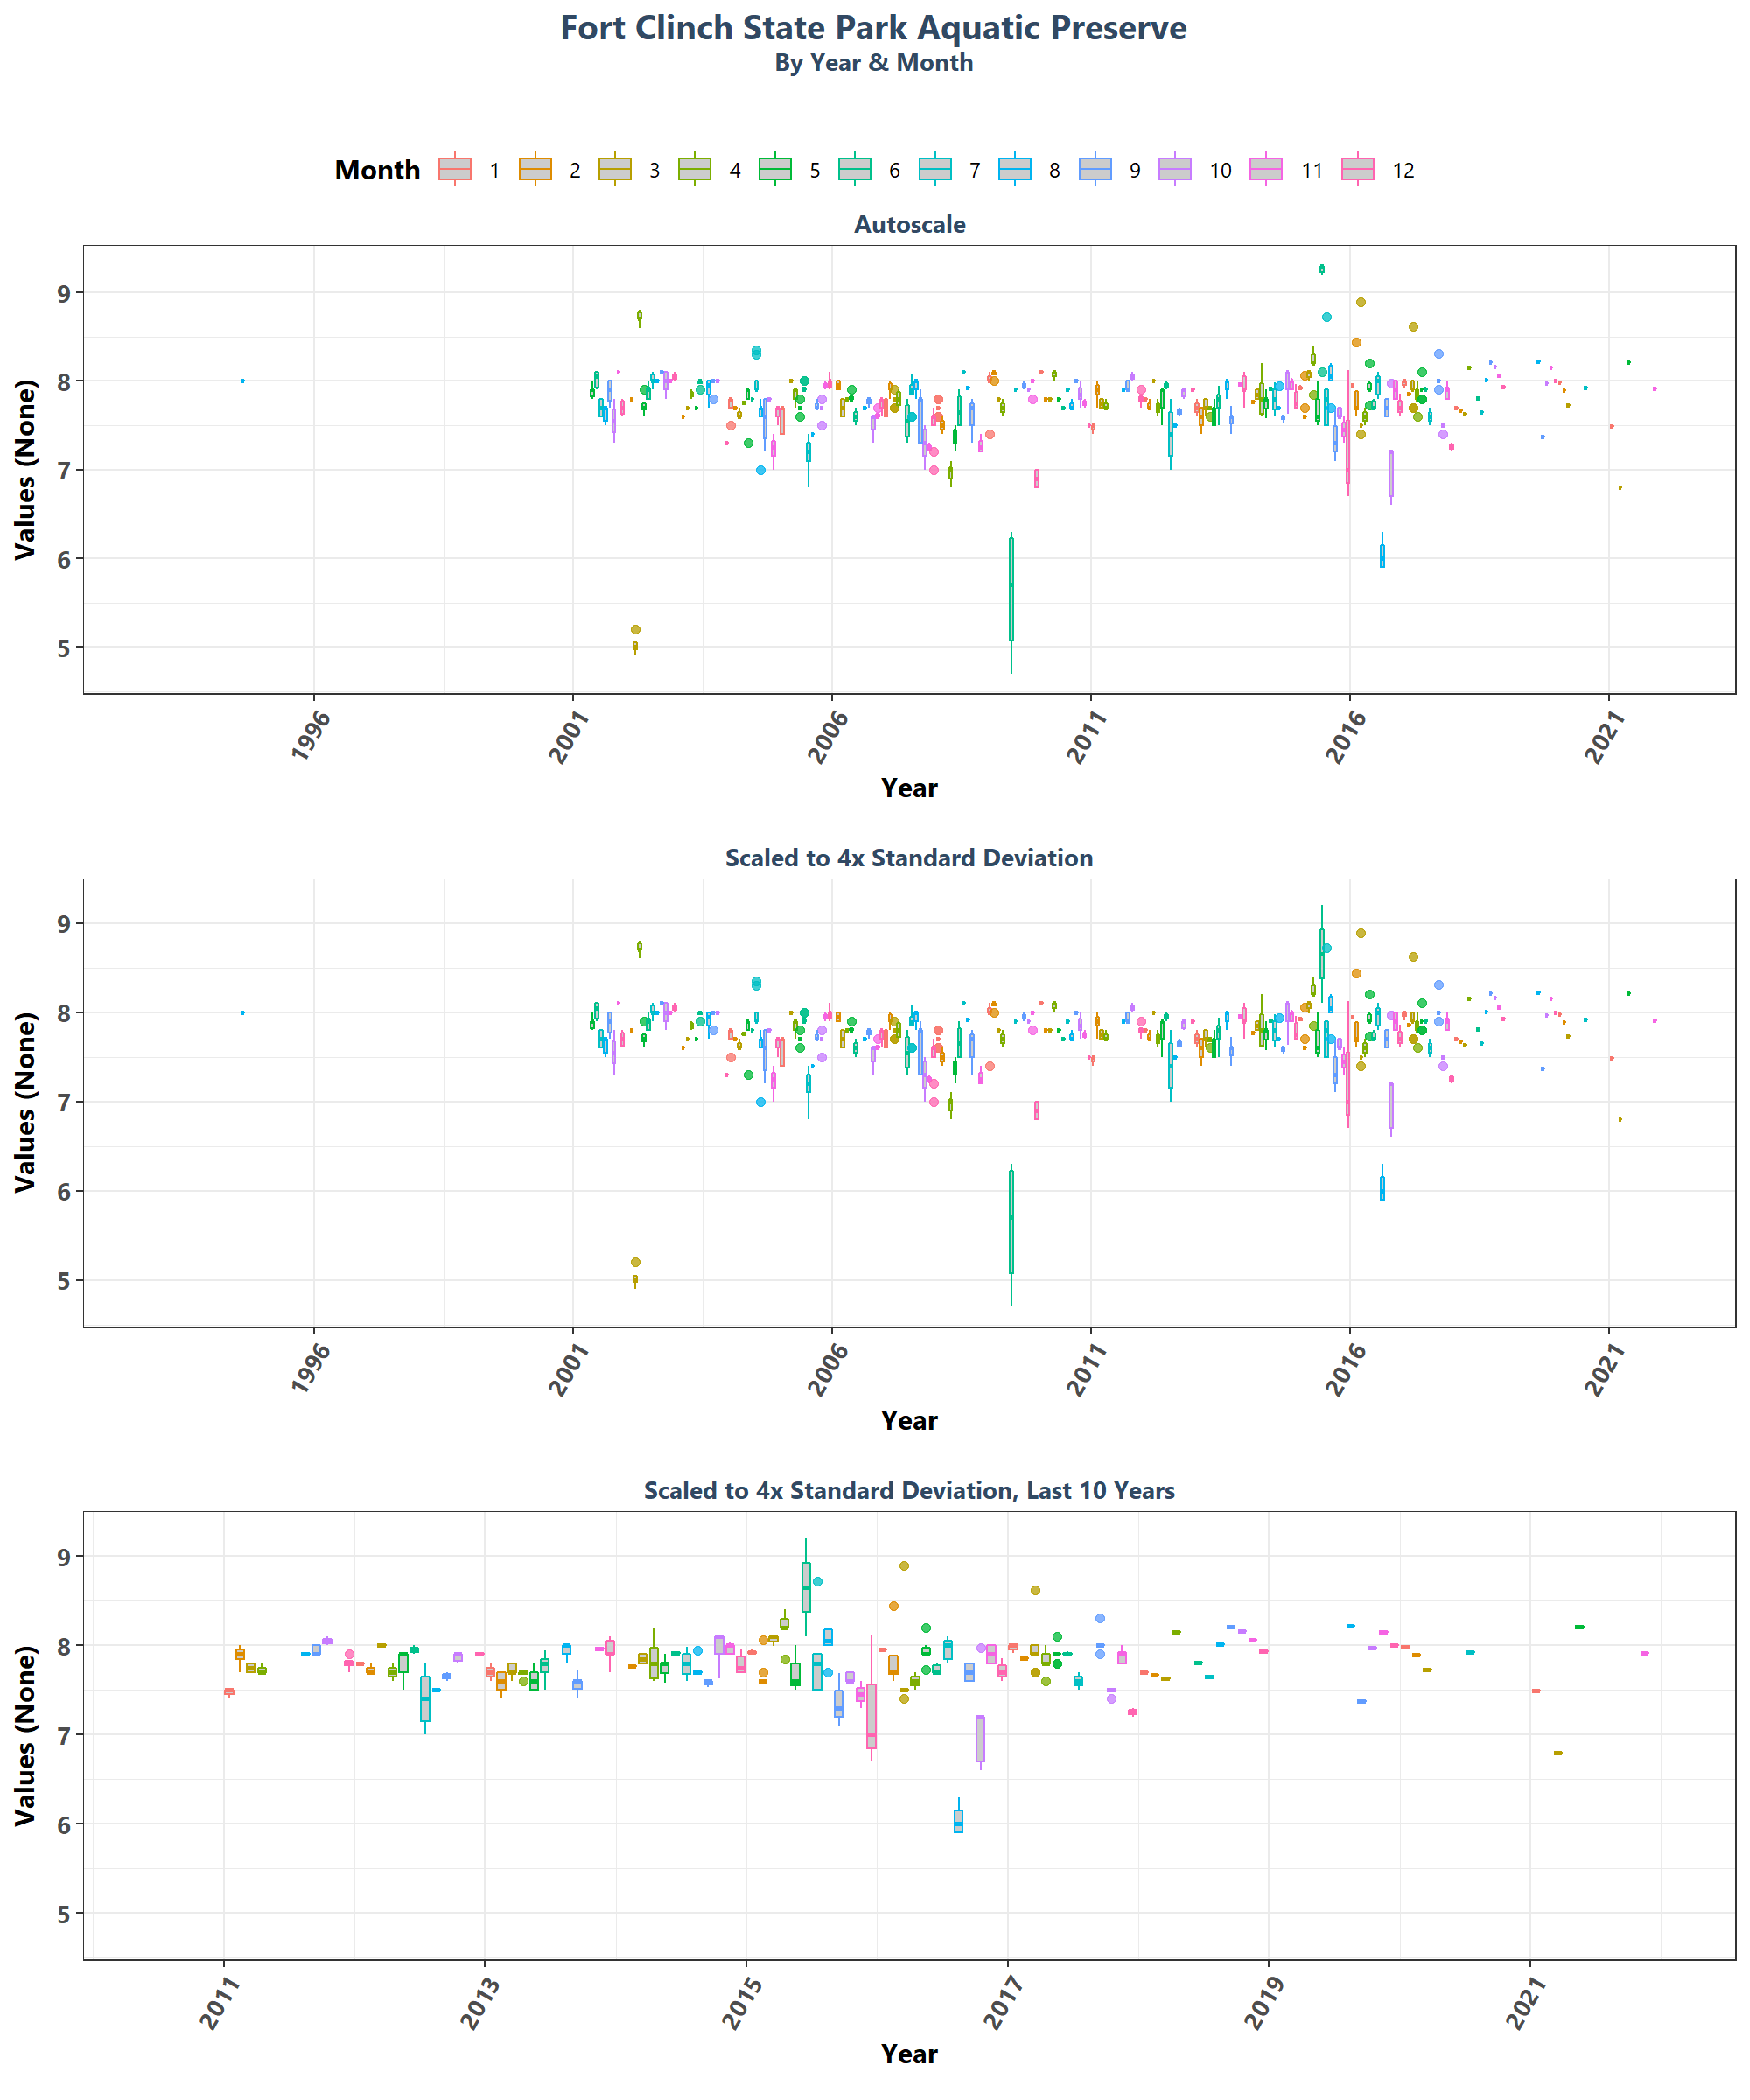 Fort Clinch State Park Aquatic Preserve
By Year & Month
Month 1 2 3 4 5 6 7 8 9 10 11 12
Autoscale
Values (None)
9
8
7
6
5
1996 2001 2006 2011 2016 2021
Year
Scaled to 4x Standard Deviation
Values (None)
9
8
7
6
5
1996 2001 2006 2011 2016 2021
Year
Scaled to 4x Standard Deviation, Last 10 Years
Values (None)
9
8
7
6
5
2011 2013 2015 2017 2019 2021
Year